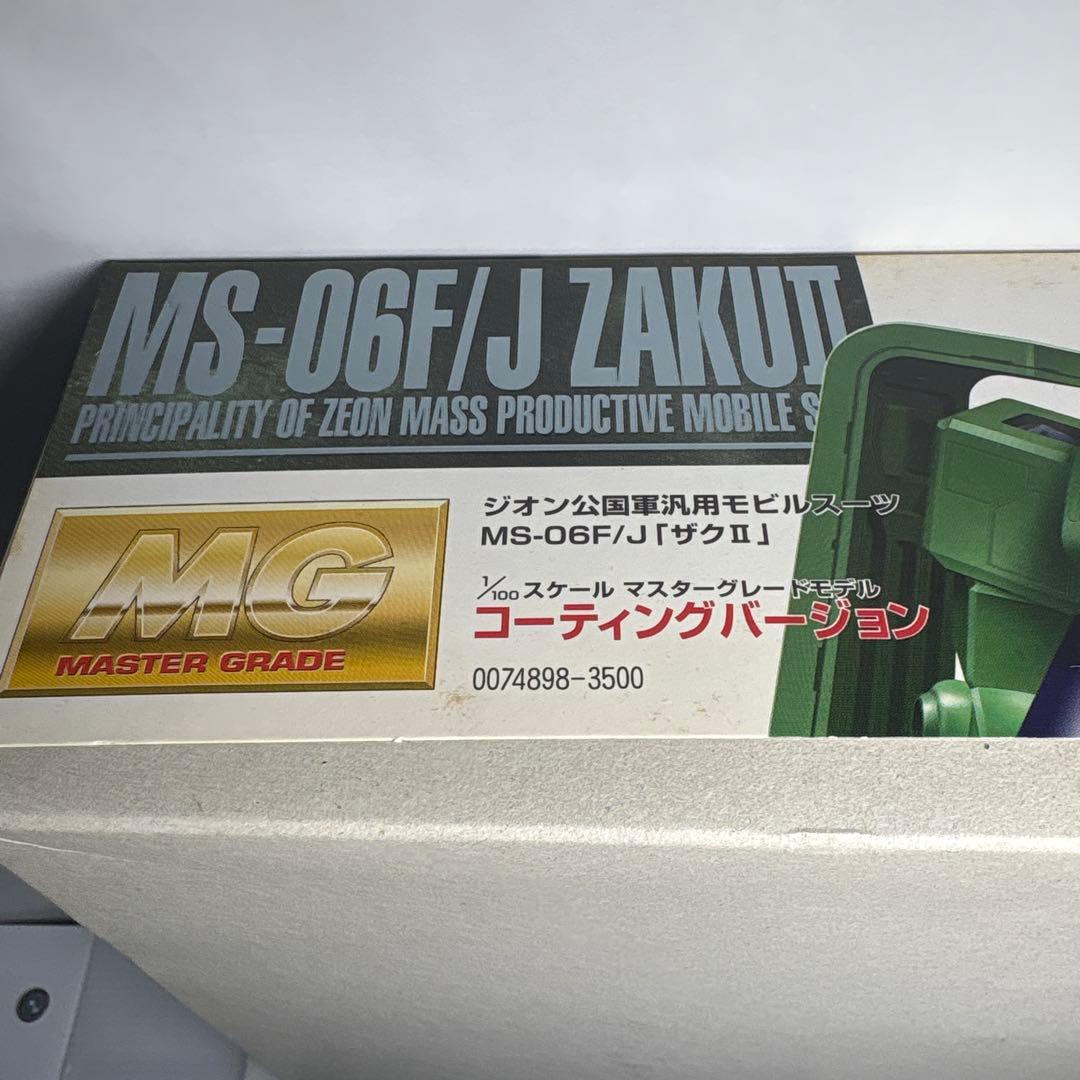 MS-06F/J ZAKUⅡ
PRINCIPALITY OF ZEON MASS PRODUCTIVE MOBILE S
MG
MASTER GRADE
ジオン公国軍汎用モビルスーツ
MS-06F/J「ザクⅡ」
1/100スケール マスターグレードモデル
コーティングバージョン
0074898-3500